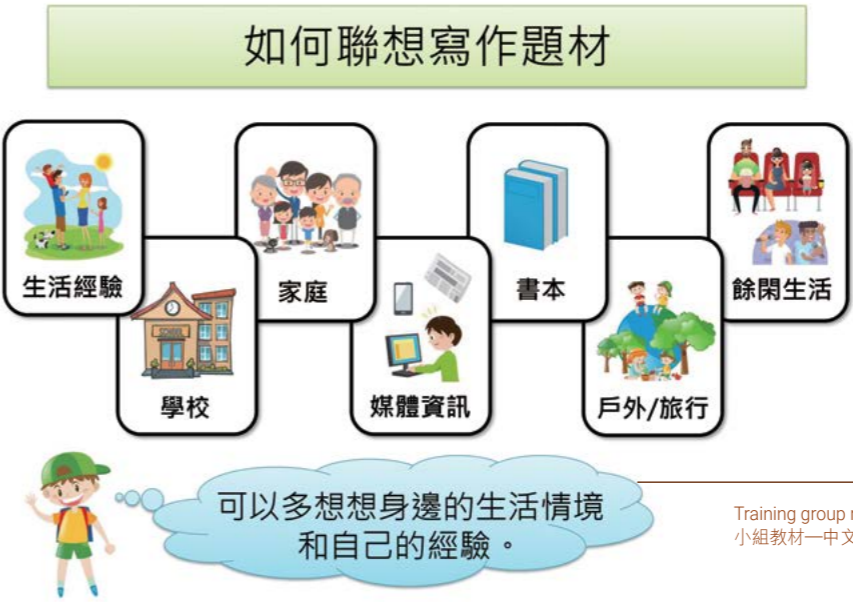 如何聯想寫作題材
生活經驗
SCHOOL
學校
家庭
媒體資訊
書本
戶外/旅行
餘閑生活
可以多想想身邊的生活情境
和自己的經驗。
Training group
小組教材—中文